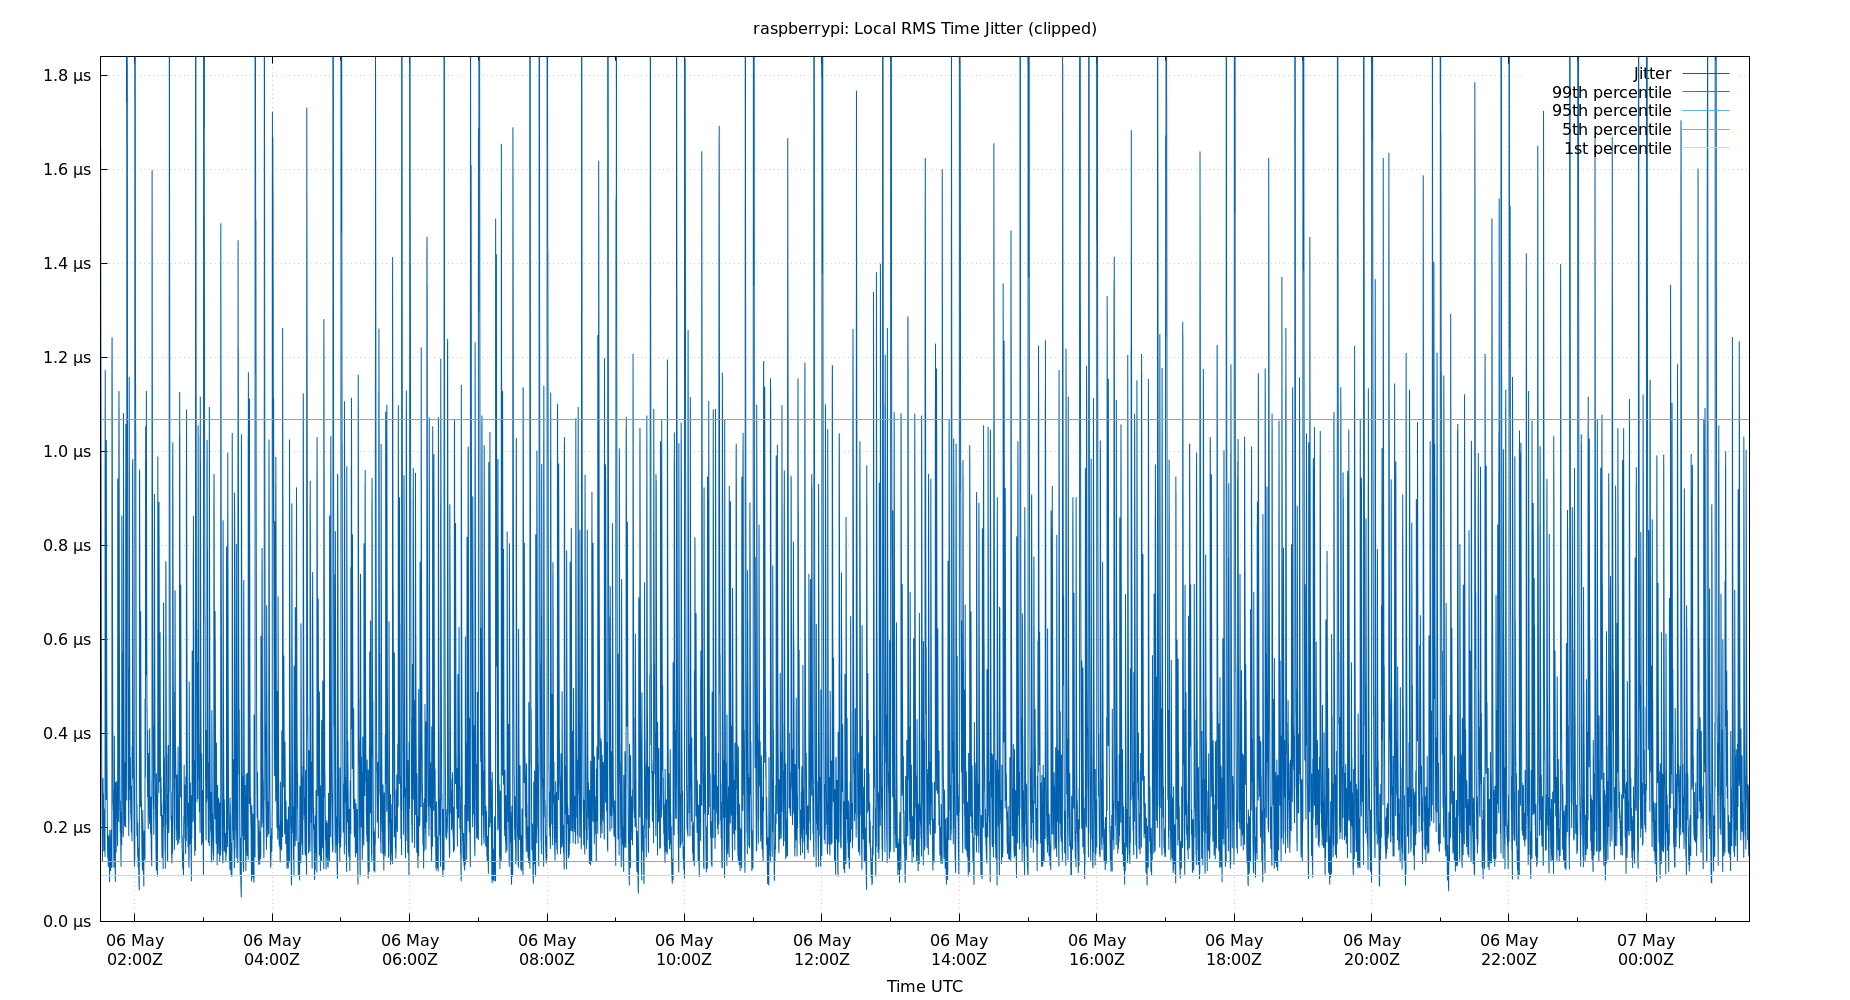 raspberrypi: Local RMS Time Jitter (clipped)
1.8 µs
1.6 µs
1.4 µs
1.2 µs
1.0 µs
0.8 µs
0.6 µs
0.4 µs
0.2 µs
0.0 µs
Jitter
99th percentile
95th percentile
5th percentile
1st percentile
06 May 06 May 06 May 06 May 06 May 06 May 06 May 06 May 06 May 06 May 06 May 07 May
02:00Z 04:00Z 06:00Z 08:00Z 10:00Z 12:00Z 14:00Z 16:00Z 18:00Z 20:00Z 22:00Z 00:00Z
Time UTC